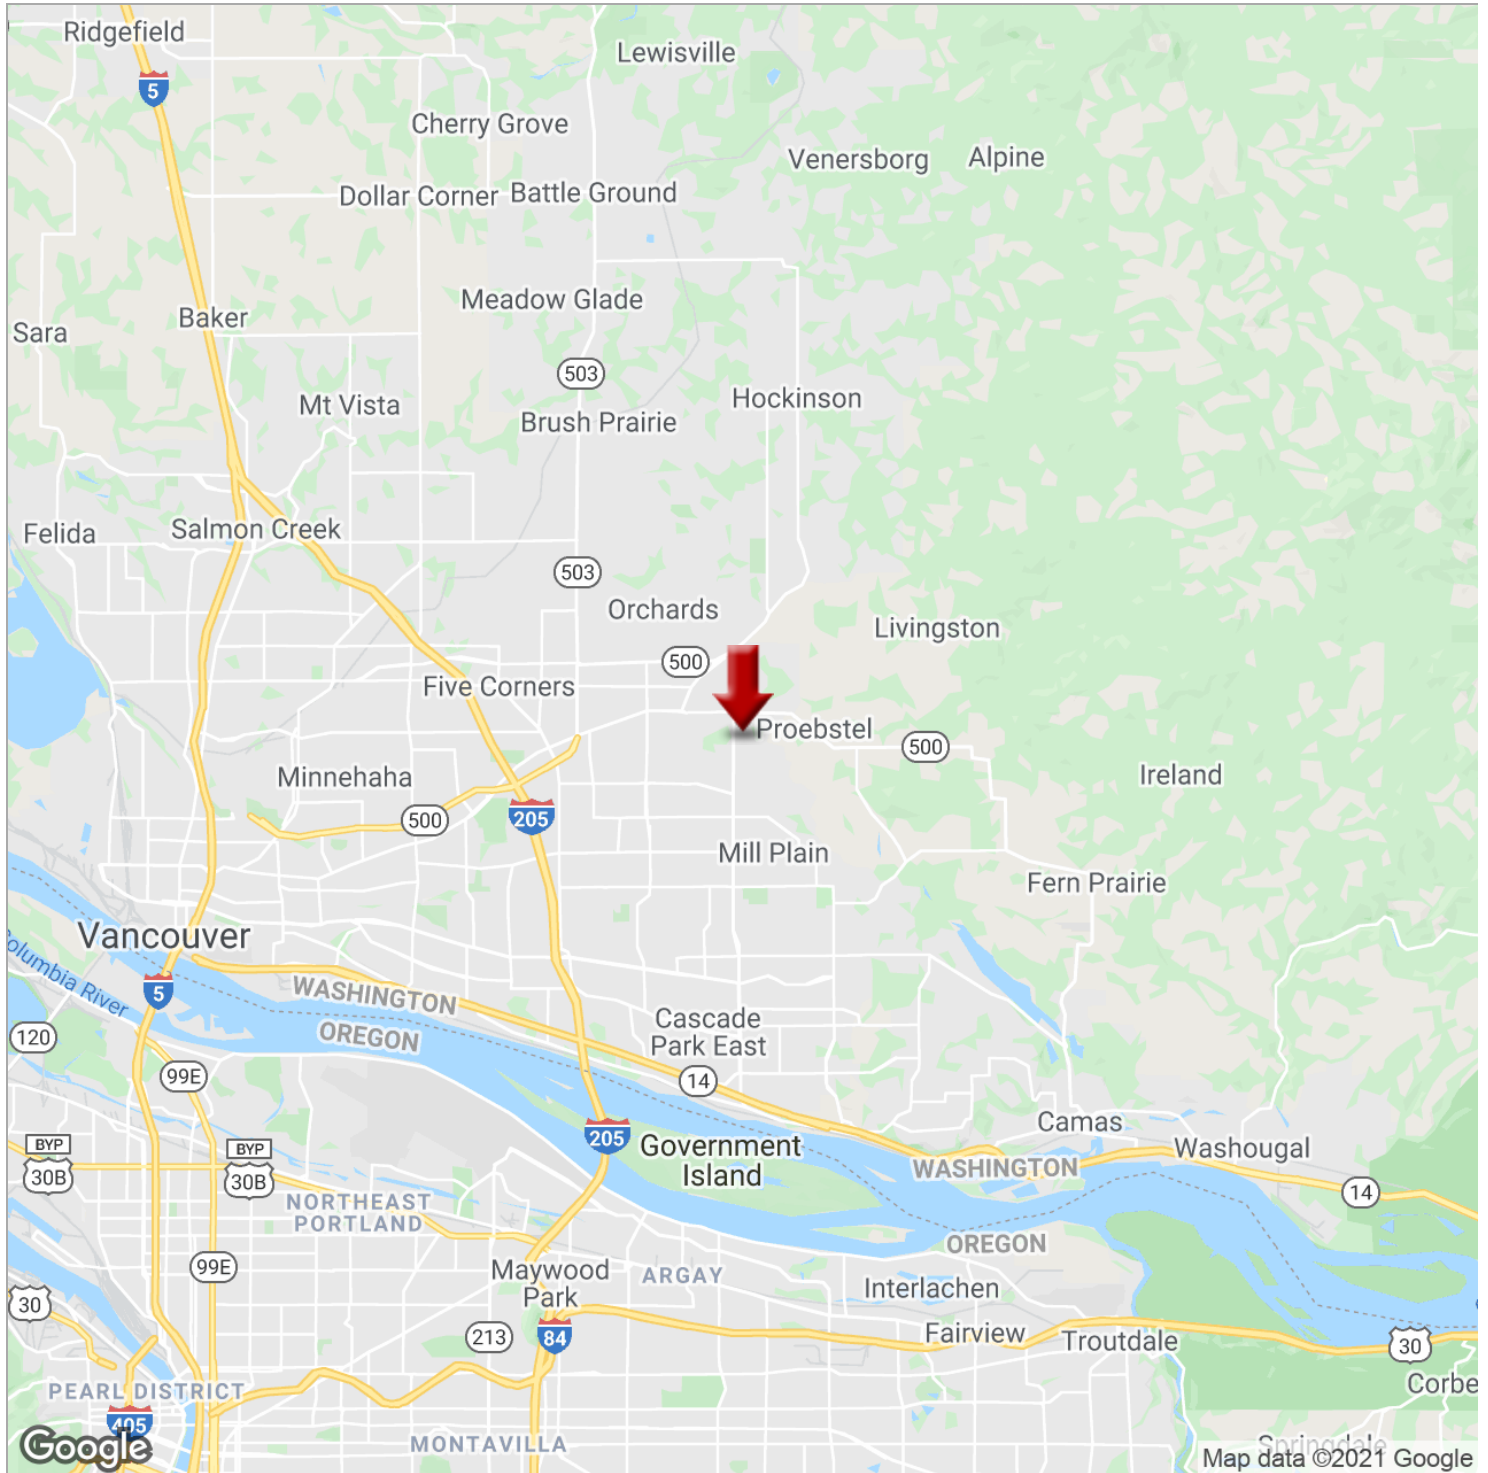 Ridgefield
Lewisville
5
Cherry Grove
Venersborg
Alpine
Dollar Corner
Battle Ground
Meadow Glade
Baker
Sara
503
Hockinson
Mt Vista
Brush Prairie
Felida
Salmon Creek
503
Orchards
Livingston
500
Five Corners
Proebstel
500
Minnehaha
Ireland
500
205
Mill Plain
Fern Prairie
Vancouver
Columbia River
5
WASHINGTON
OREGON
Cascade
Park East
120
99E
14
Camas
BYP
30B
BYP
30B
205
Government
Island
WASHINGTON
Washougal
14
NORTHEAST
PORTLAND
OREGON
99E
Maywood
Park
ARGAY
Interlachen
30
213
84
Fairview
Troutdale
30
PEARL DISTRICT
Corbe
405
Google
MONTAVILLA
Springdale
Map data ©2021 Google